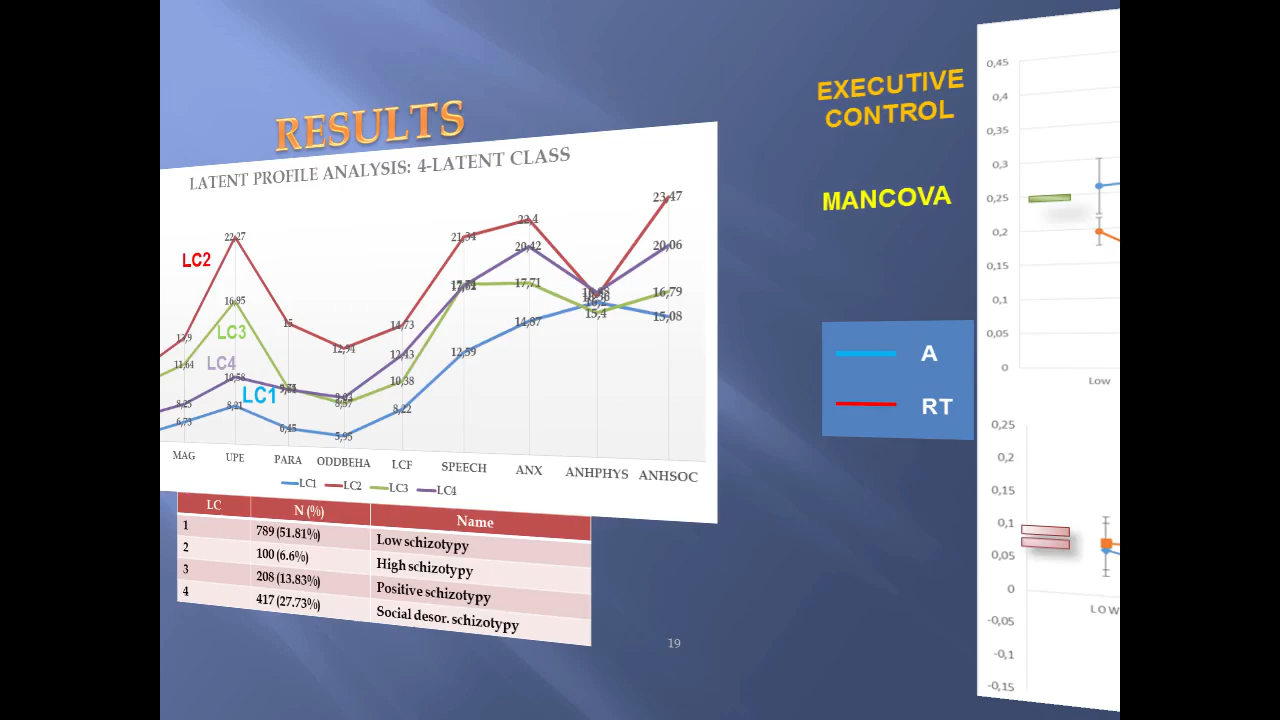 RESULTS
LATENT PROFILE ANALYSIS: 4-LATENT CLASS
23,47
22,27
22,4
21,34
LC2
20,42
20,06
16,95
17,71
16,79
15
15,4
15,08
14,73
14,87
13,9
LC3
12,94
12,43
12,59
LC4
11,64
10,58
10,38
LC1
8,25
8,21
8,22
6,73
6,45
5,95
MAG UPE PARA ODDBEHA LCF SPEECH ANX ANHPHYS ANHSOC
LC1 LC2 LC3 LC4
LC N (%) Name
1 789 (51.81%) Low schizotypy
2 100 (6.6%) High schizotypy
3 208 (13.83%) Positive schizotypy
4 417 (27.73%) Social desor. schizotypy
19
EXECUTIVE
CONTROL
MANCOVA
A
RT
0,45
0,4
0,35
0,3
0,25
0,2
0,15
0,1
0,05
0
Low
0,25
0,2
0,15
0,1
0,05
0
LOW
-0,05
-0,1
-0,15